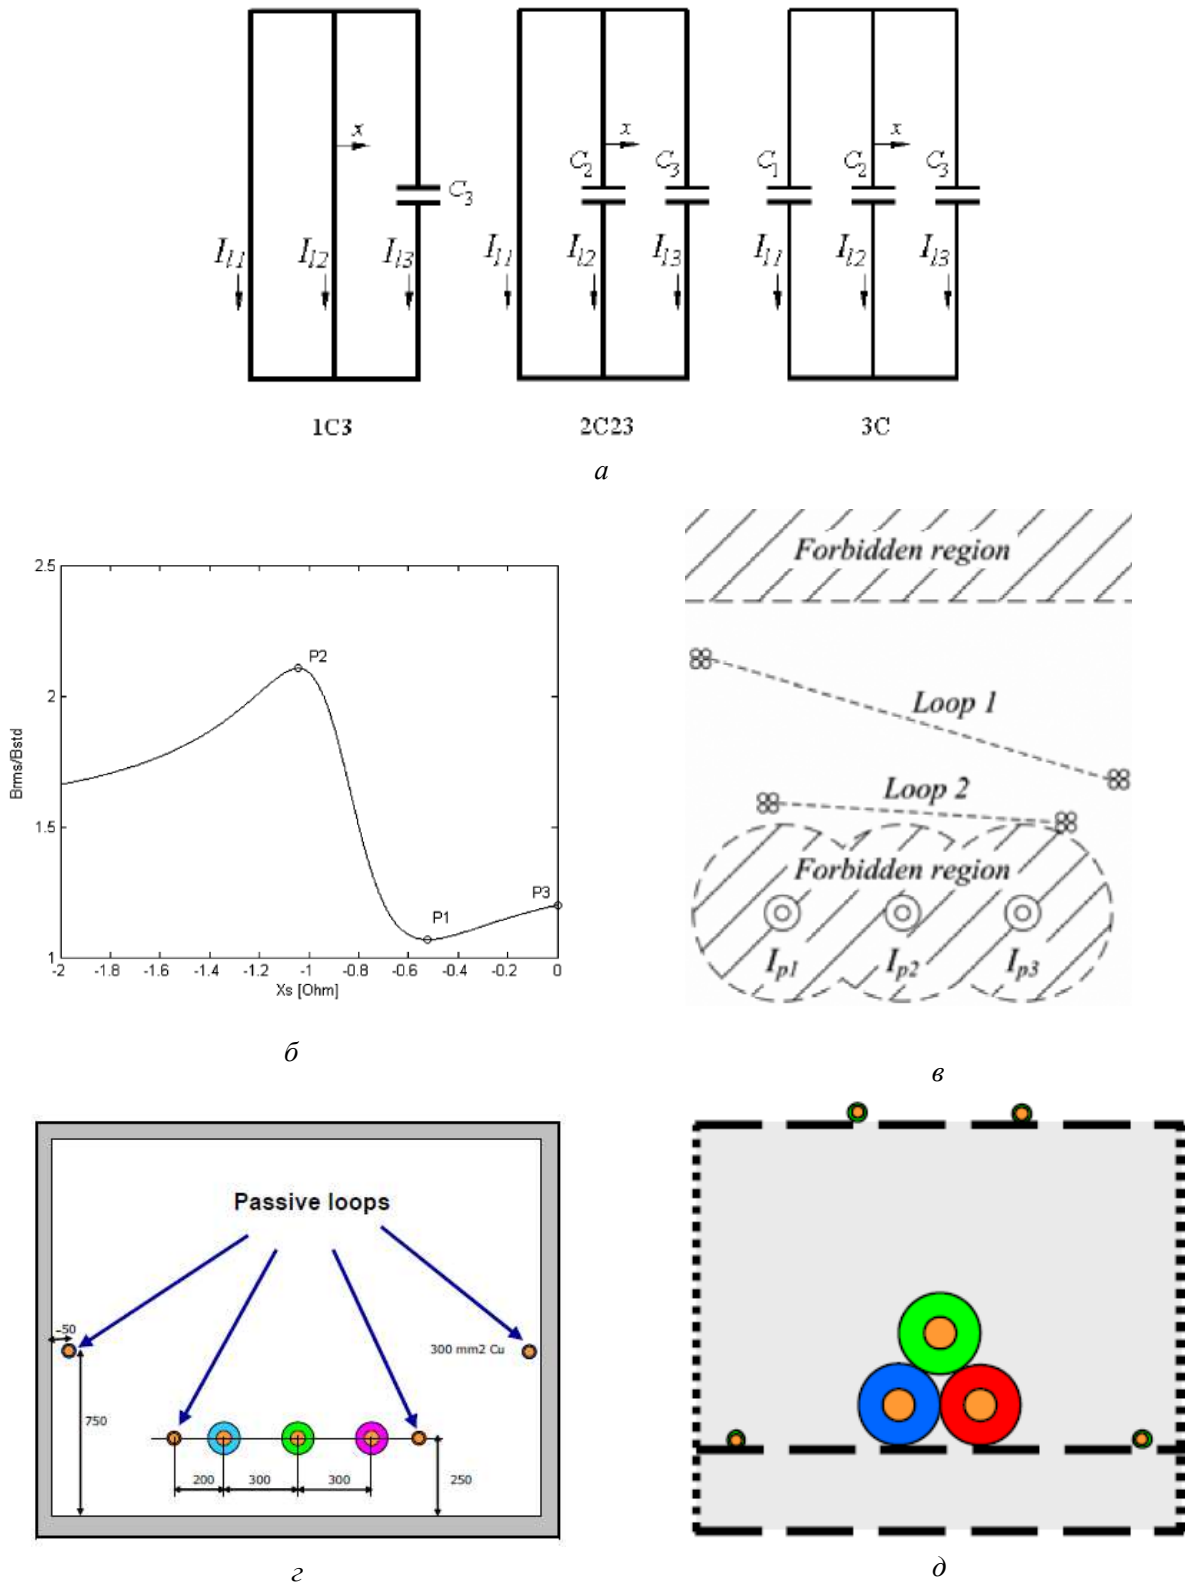 x
x
x
C3
C2
C3
C1
C2
C3
Il1
Il2
Il3
Il1
Il2
Il3
Il1
Il2
Il3
1C3
2C23
3C
а
2.5
2
1.5
1
Brms/Bstd
P2
P1
P3
-2
-1.8
-1.6
-1.4
-1.2
-1
-0.8
-0.6
-0.4
-0.2
0
Xs [Ohm]
б
Forbidden region
Loop 1
Loop 2
Forbidden region
Ip1
Ip2
Ip3
в
Passive loops
~50
300 mm2 Cu
750
200
300
300
250
г
д